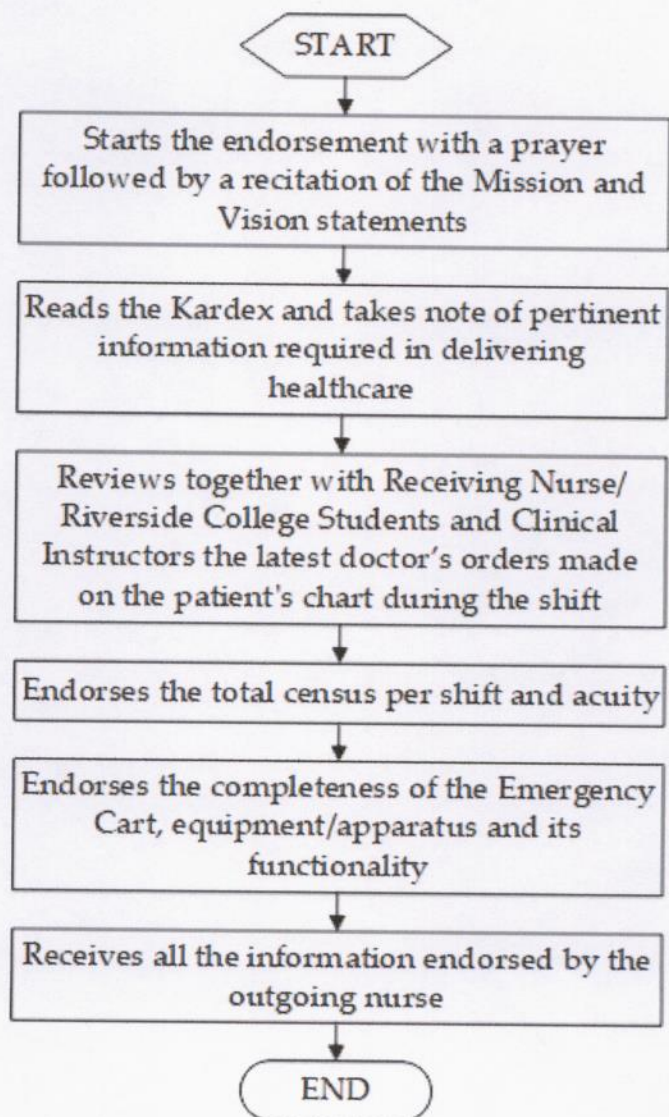 START
Starts the endorsement with a prayer
followed by a recitation of the Mission and
Vision statements
Reads the Kardex and takes note of pertinent
information required in delivering
healthcare
Reviews together with Receiving Nurse/
Riverside College Students and Clinical
Instructors the latest doctor's orders made
on the patient's chart during the shift
Endorses the total census per shift and acuity
Endorses the completeness of the Emergency
Cart, equipment/apparatus and its
functionality
Receives all the information endorsed by the
outgoing nurse
END